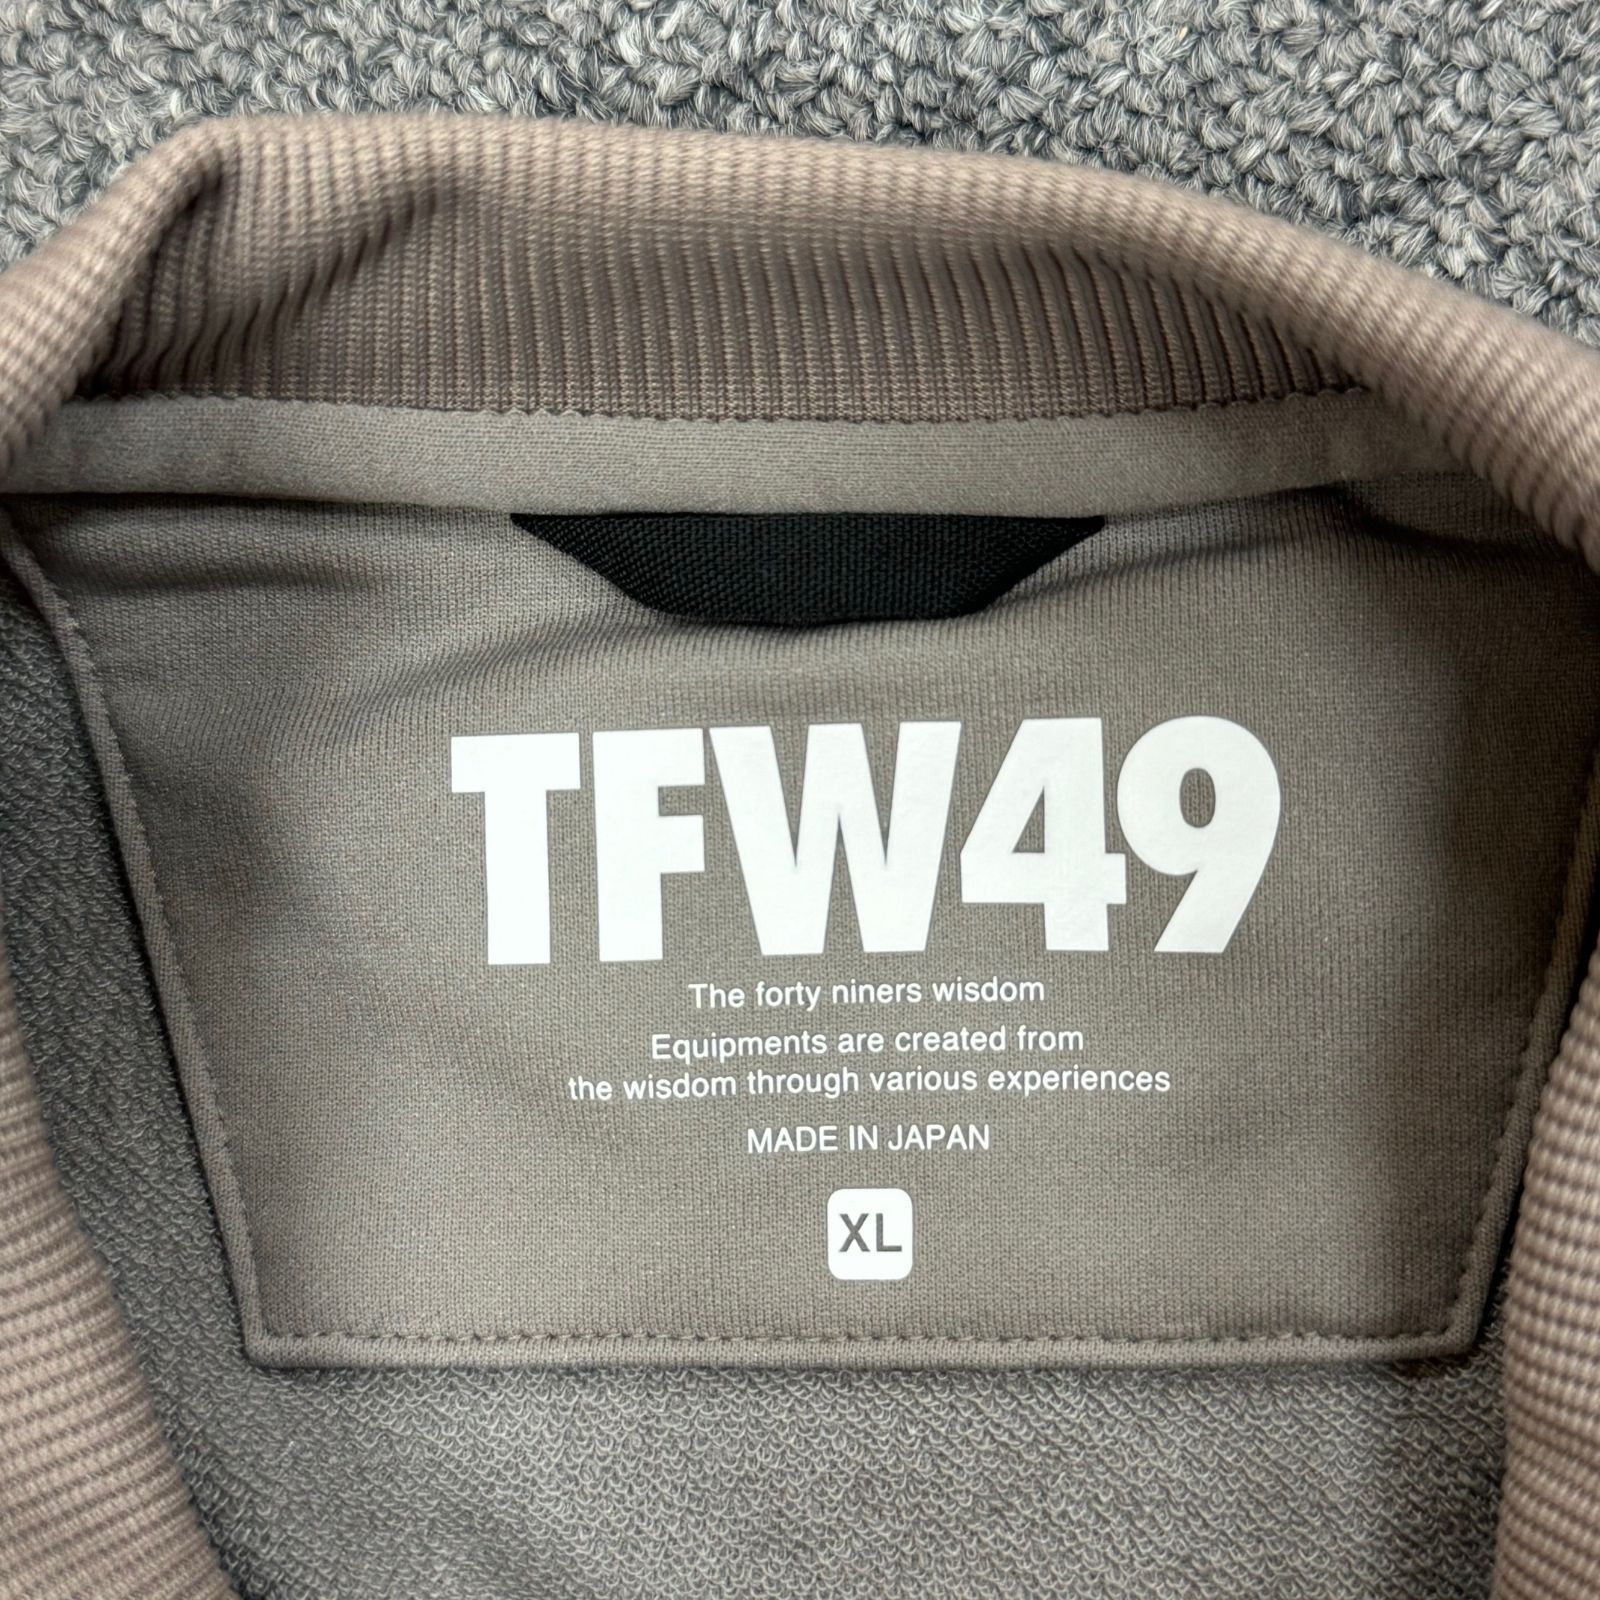 TFW49
The forty niners wisdom
Equipments are created from
the wisdom through various experiences
MADE IN JAPAN
XL